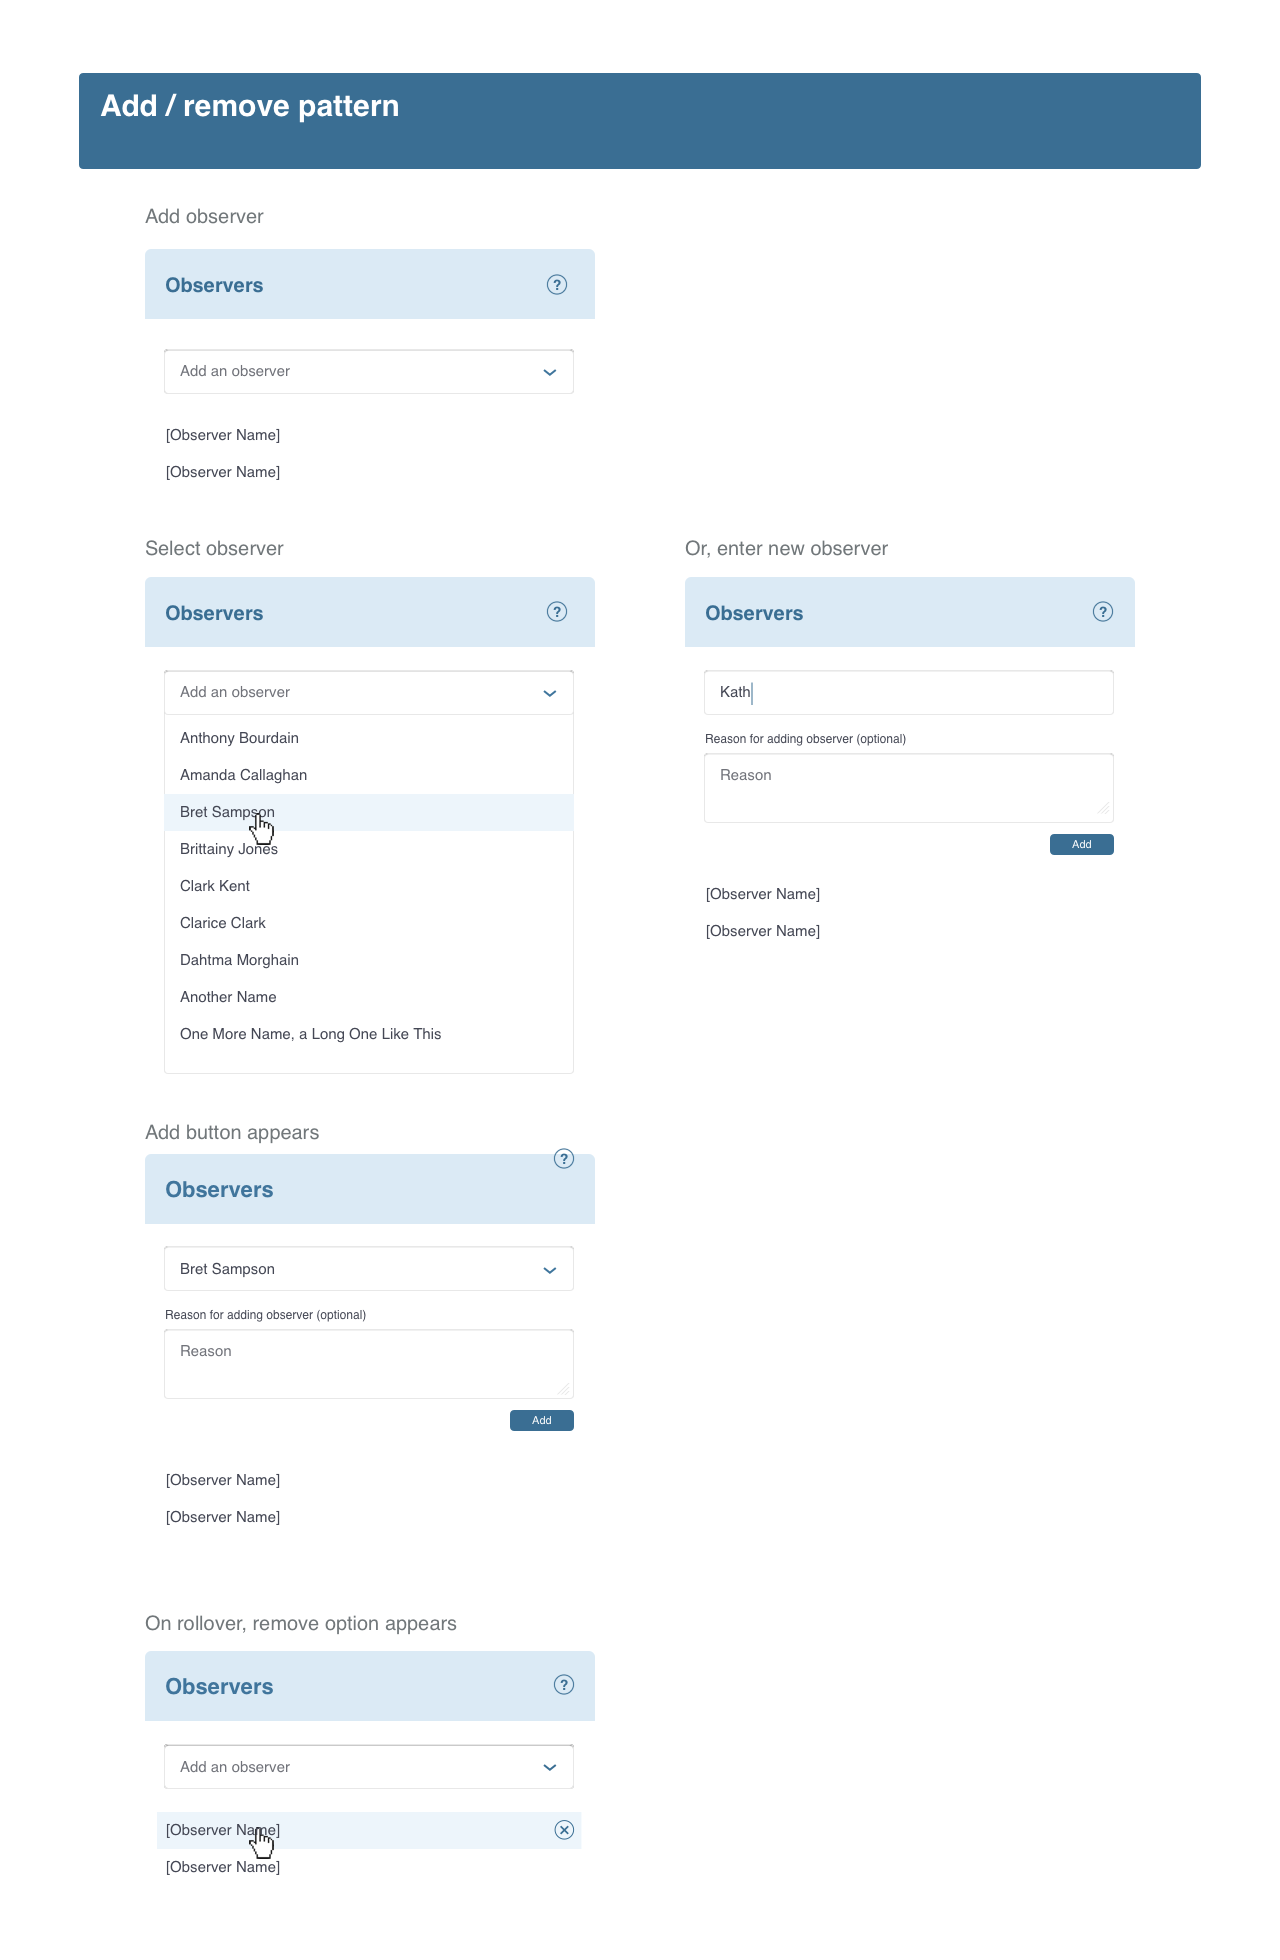 Add / remove pattern
Add observer
Observers
?
Add an observer
[Observer Name]
[Observer Name]
Select observer
Observers
?
Add an observer
Anthony Bourdain
Amanda Callaghan
Bret Sampson
Brittainy Jones
Clark Kent
Clarice Clark
Dahtma Morghain
Another Name
One More Name, a Long One Like This
Or, enter new observer
Observers
?
Kath
Reason for adding observer (optional)
Reason
Add
[Observer Name]
[Observer Name]
Add button appears
?
Observers
Bret Sampson
Reason for adding observer (optional)
Reason
Add
[Observer Name]
[Observer Name]
On rollover, remove option appears
Observers
?
Add an observer
[Observer Name]
[Observer Name]